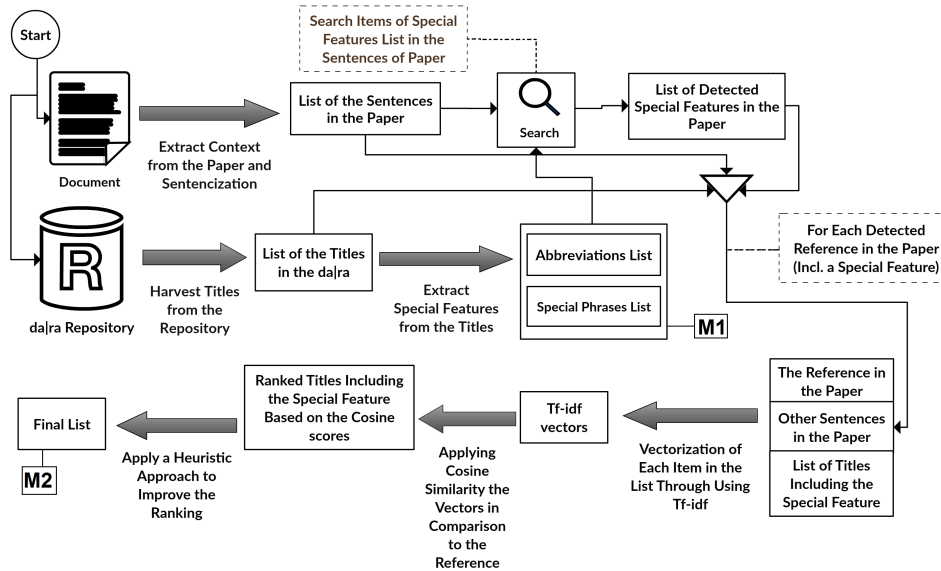 Start
Search Items of Special
Features List in the
Sentences of Paper
List of the Sentences
in the Paper
Search
List of Detected
Special Features in the
Paper
Extract Context
from the Paper and
Sentencization
Document
R
da|ra Repository
Harvest Titles
from the
Repository
List of the Titles
in the da|ra
Extract
Special Features
from the Titles
Abbreviations List
Special Phrases List
M1
For Each Detected
Reference in the Paper
(Incl. a Special Feature)
The Reference in
the Paper
Other Sentences
in the Paper
List of Titles
Including the
Special Feature
Vectorization of
Each Item in the
List Through Using
Tf-idf
Tf-idf
vectors
Applying
Cosine
Similarity the
Vectors in
Comparison
to the
Reference
Ranked Titles Including
the Special Feature
Based on the Cosine
scores
Apply a Heuristic
Approach to
Improve the
Ranking
Final List
M2